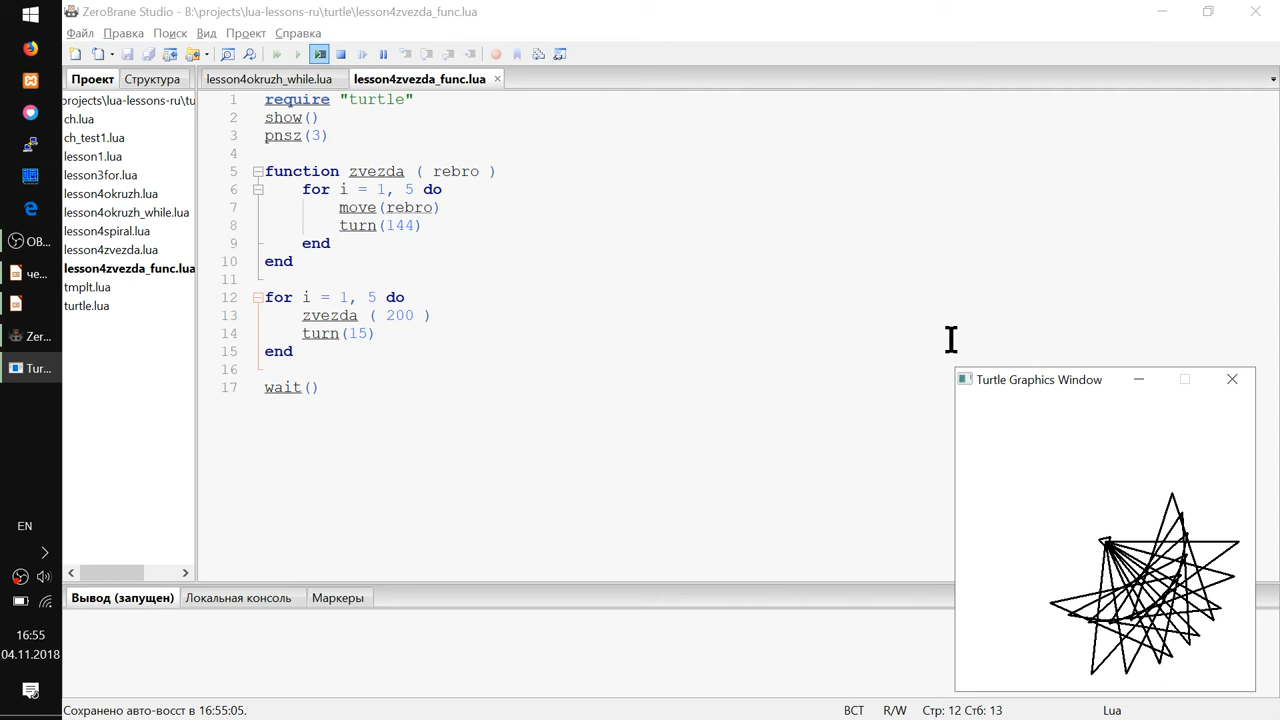 ZeroBrane Studio - B:\projects\lua-lessons-ru\turtle\lesson4zvezda_func.lua
Файл Правка Поиск Вид Проект Справка
Проект Структура
lesson4okruzh_while.lua lesson4zvezda_func.lua
projects\lua-lessons-ru\tu
ch.lua
ch_test1.lua
lesson1.lua
lesson3for.lua
lesson4okruzh.lua
lesson4okruzh_while.lua
lesson4spiral.lua
lesson4zvezda.lua
lesson4zvezda_func.lua
tmplt.lua
turtle.lua
1 require "turtle"
2 show()
3 pnsz(3)
4
5 function zvezda ( rebro )
6 for i = 1, 5 do
7 move(rebro)
8 turn(144)
9 end
10 end
11
12 for i = 1, 5 do
13 zvezda ( 200 )
14 turn(15)
15 end
16
17 wait()
Turtle Graphics Window
OB...
че...
Zer...
Tur...
EN
16:55
04.11.2018
Вывод (запущен) Локальная консоль Маркеры
Сохранено авто-восст в 16:55:05. ВСТ R/W Стр: 12 Стб: 13 Lua